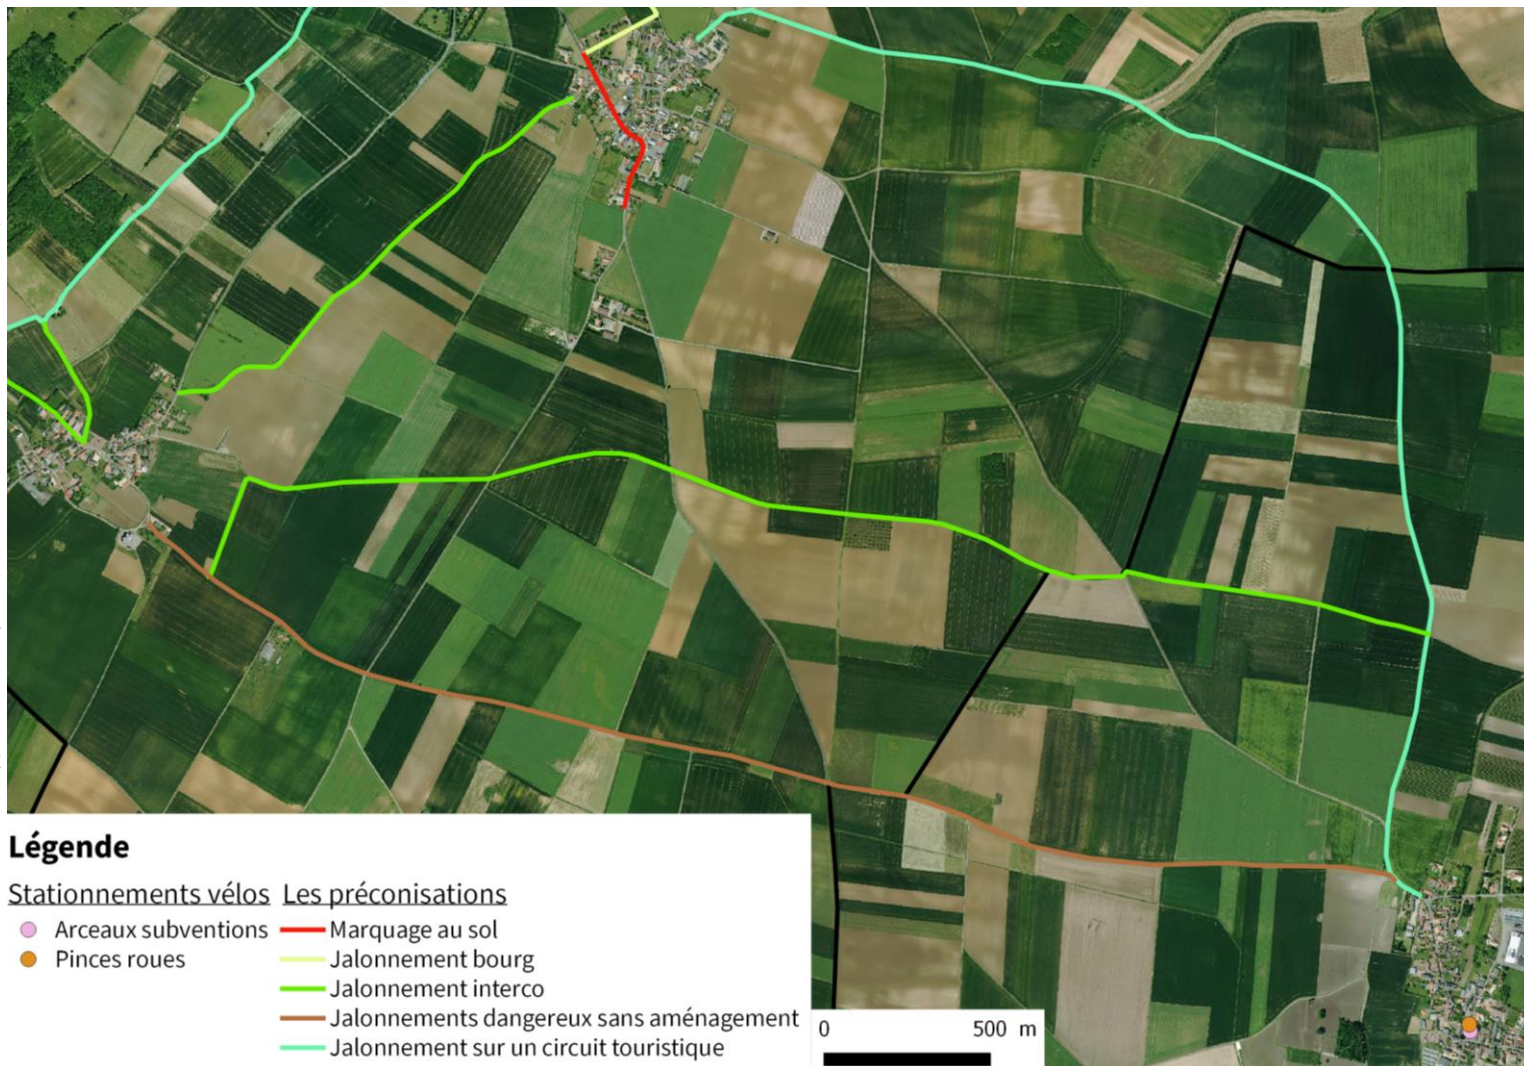 Légende
Stationnements vélos
Arceaux subventions
Pinces roues
Les préconisations
Marquage au sol
Jalonnement bourg
Jalonnement interco
Jalonnements dangereux sans aménagement
Jalonnement sur un circuit touristique
0 500 m